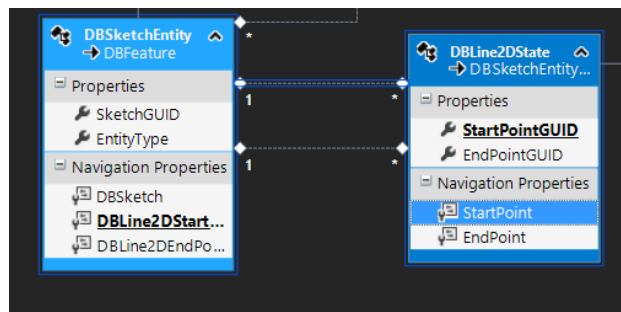 DBSketchEntity
DBFeature
*
Properties
SketchGUID
EntityType
Navigation Properties
DBSketch
DBLine2DStart...
DBLine2DEndPo...
1
*
1
*
DBLine2DState
DBSketchEntity...
Properties
StartPointGUID
EndPointGUID
Navigation Properties
StartPoint
EndPoint